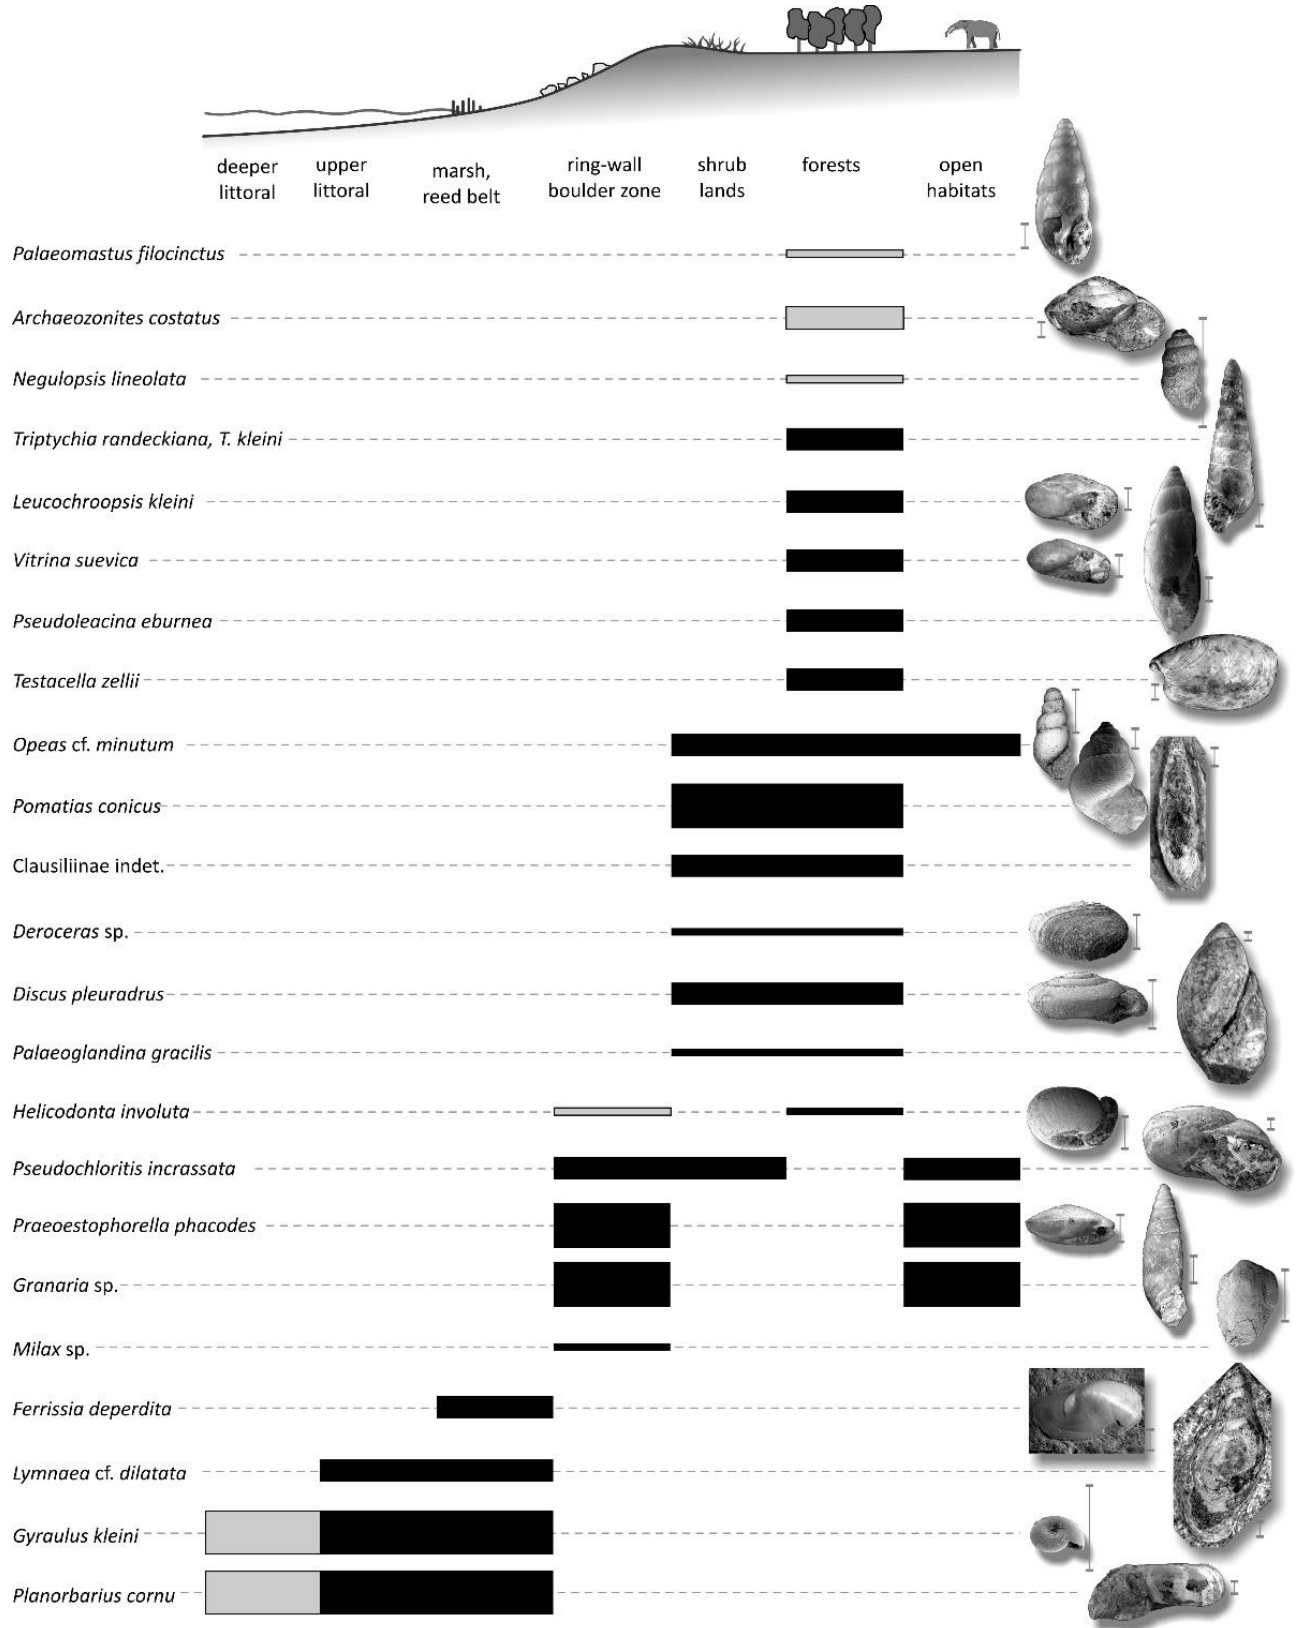 deeper littoral
upper littoral
marsh, reed belt
ring-wall boulder zone
shrub lands
forests
open habitats
Palaeomastus filocinctus
Archaeozonites costatus
Negulopsis lineolata
Triptychia randeckiana, T. kleini
Leucochroopsis kleini
Vitrina suevica
Pseudoleacina eburnea
Testacella zellii
Opeas cf. minutum
Pomatias conicus
Clausiliinae indet.
Deroceras sp.
Discus pleuradrus
Palaeoglandina gracilis
Helicodonta involuta
Pseudochloritis incrassata
Praeoestophorella phacodes
Granaria sp.
Milax sp.
Ferrissia deperdita
Lymnaea cf. dilatata
Gyraulus kleini
Planorbarius cornu